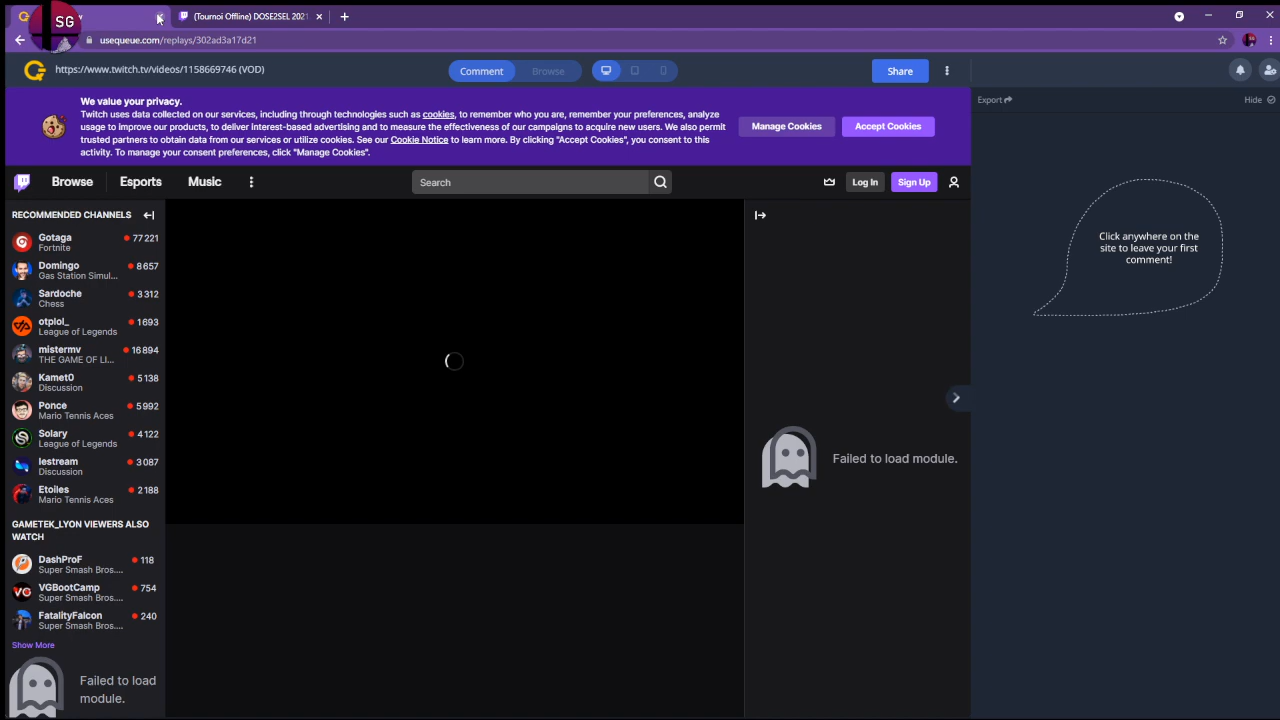 SG
(Tournoi Offline) DOSE2SEL 2021
usequeue.com/replays/302ad3a17d21
https://www.twitch.tv/videos/1158669746 (VOD)
Comment
Browse
Share
Export
Hide
We value your privacy.
Twitch uses data collected on our services, including through technologies such as cookies, to remember who you are, remember your preferences, analyze
usage to improve our products, to deliver interest-based advertising and to measure the effectiveness of our campaigns to acquire new users. We also permit
trusted partners to obtain data from our services or utilize cookies. See our Cookie Notice to learn more. By clicking "Accept Cookies", you consent to this
activity. To manage your consent preferences, click "Manage Cookies".
Manage Cookies
Accept Cookies
Browse
Esports
Music
Search
Log In
Sign Up
RECOMMENDED CHANNELS
Gotaga 77 221
Fortnite
Domingo 8 657
Gas Station Simul...
Sardoche 3 312
Chess
otplol_ 1 693
League of Legends
mistermv 16 894
THE GAME OF LI...
Kamet0 5 138
Discussion
Ponce 5 992
Mario Tennis Aces
Solary 4 122
League of Legends
lestream 3 087
Discussion
Etoiles 2 188
Mario Tennis Aces
GAMETEK_LYON VIEWERS ALSO
WATCH
DashProF 118
Super Smash Bros....
VGBootCamp 754
Super Smash Bros....
FatalityFalcon 240
Super Smash Bros....
Show More
Failed to load
module.
Failed to load module.
Click anywhere on the
site to leave your first
comment!